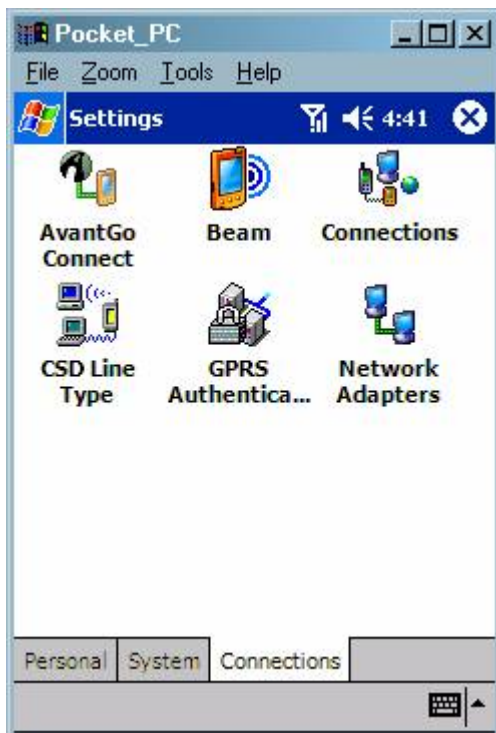 Pocket_PC
File Zoom Tools Help
Settings 4:41
AvantGo Connect
Beam
Connections
CSD Line Type
GPRS Authentica...
Network Adapters
Personal System Connections